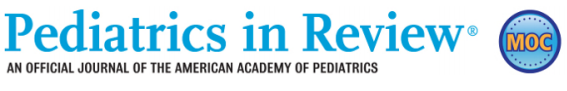 Pediatrics in Review® MOC
AN OFFICIAL JOURNAL OF THE AMERICAN ACADEMY OF PEDIATRICS